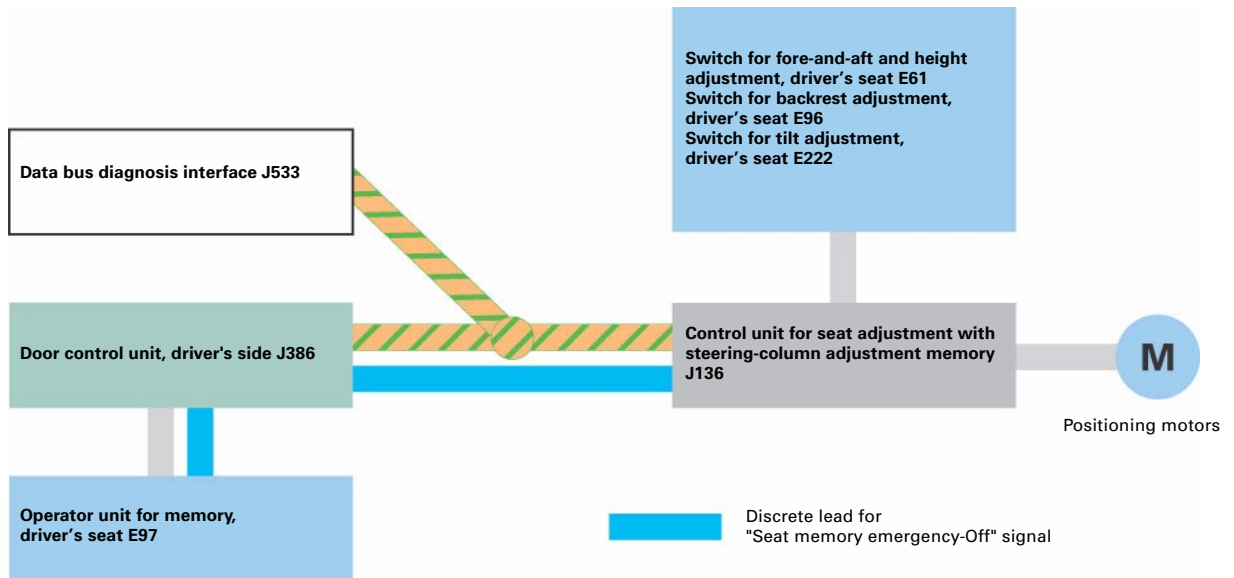 Switch for fore-and-aft and height
adjustment, driver's seat E61
Switch for backrest adjustment,
driver's seat E96
Switch for tilt adjustment,
driver's seat E222
Data bus diagnosis interface J533
Door control unit, driver's side J386
Control unit for seat adjustment with
steering-column adjustment memory
J136
M
Positioning motors
Operator unit for memory,
driver's seat E97
Discrete lead for
"Seat memory emergency-Off" signal